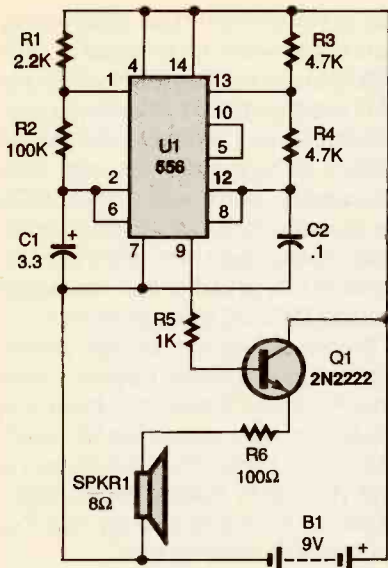 R1
2.2K
4
14
R3
4.7K
1
13
R2
100K
U1
556
10
5
R4
4.7K
2
12
6
8
C1
+
3.3
7
9
C2
.1
R5
1K
Q1
2N2222
R6
100Ω
SPKR1
8Ω
B1
9V
+